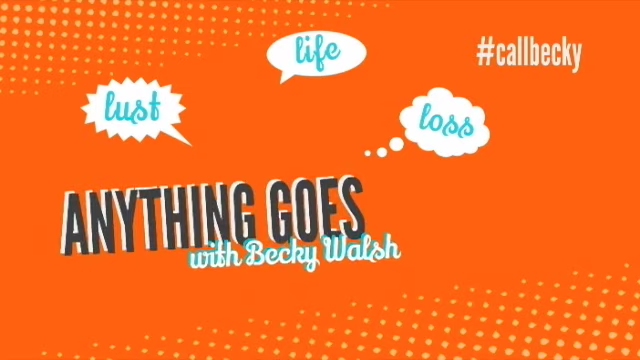 life
#callbecky
lust
loss
ANYTHING GOES
with Becky Walsh